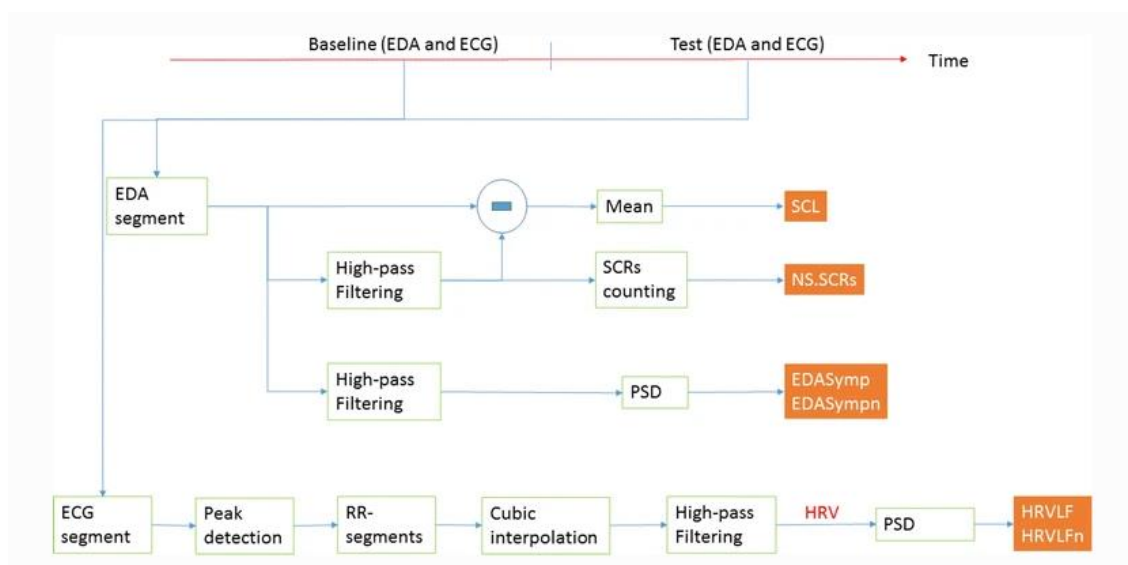 Baseline (EDA and ECG)
Test (EDA and ECG)
Time
EDA
segment
Mean
SCL
High-pass
Filtering
SCRs
counting
NS.SCRs
High-pass
Filtering
PSD
EDASymp
EDASympn
ECG
segment
Peak
detection
RR-
segments
Cubic
interpolation
High-pass
Filtering
HRV
PSD
HRVLF
HRVLFn